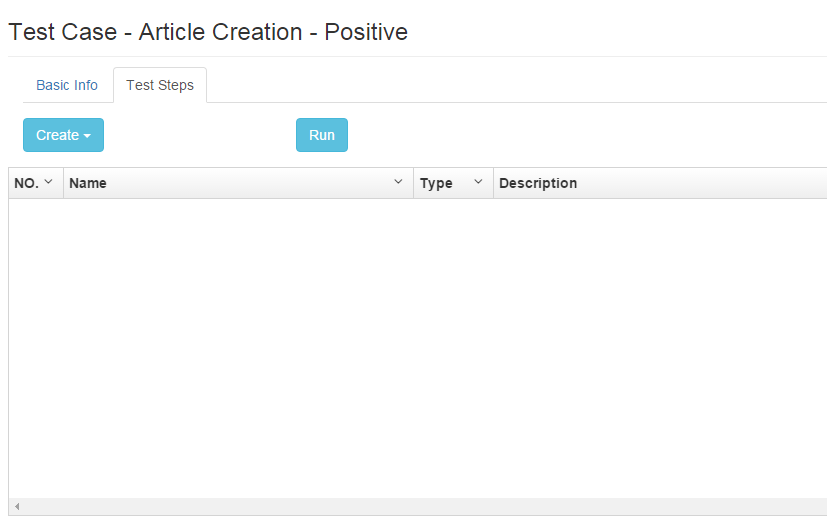 Test Case - Article Creation - Positive
Basic Info Test Steps
Create Run
NO. Name Type Description